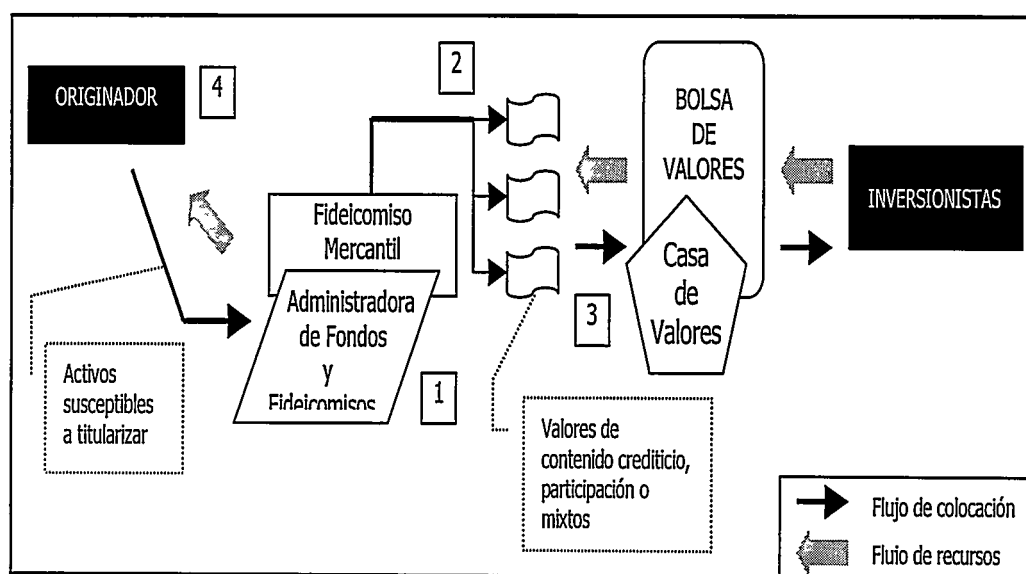 ORIGINADOR
4
2
BOLSA
DE
VALORES
INVERSIONISTAS
Fideicomiso
Mercantil
Casa
de
Valores
Administradora
de Fondos
y
Fideicomisos
3
1
Activos
susceptibles
a titularizar
Valores de
contenido crediticio,
participación o
mixtos
Flujo de colocación
Flujo de recursos